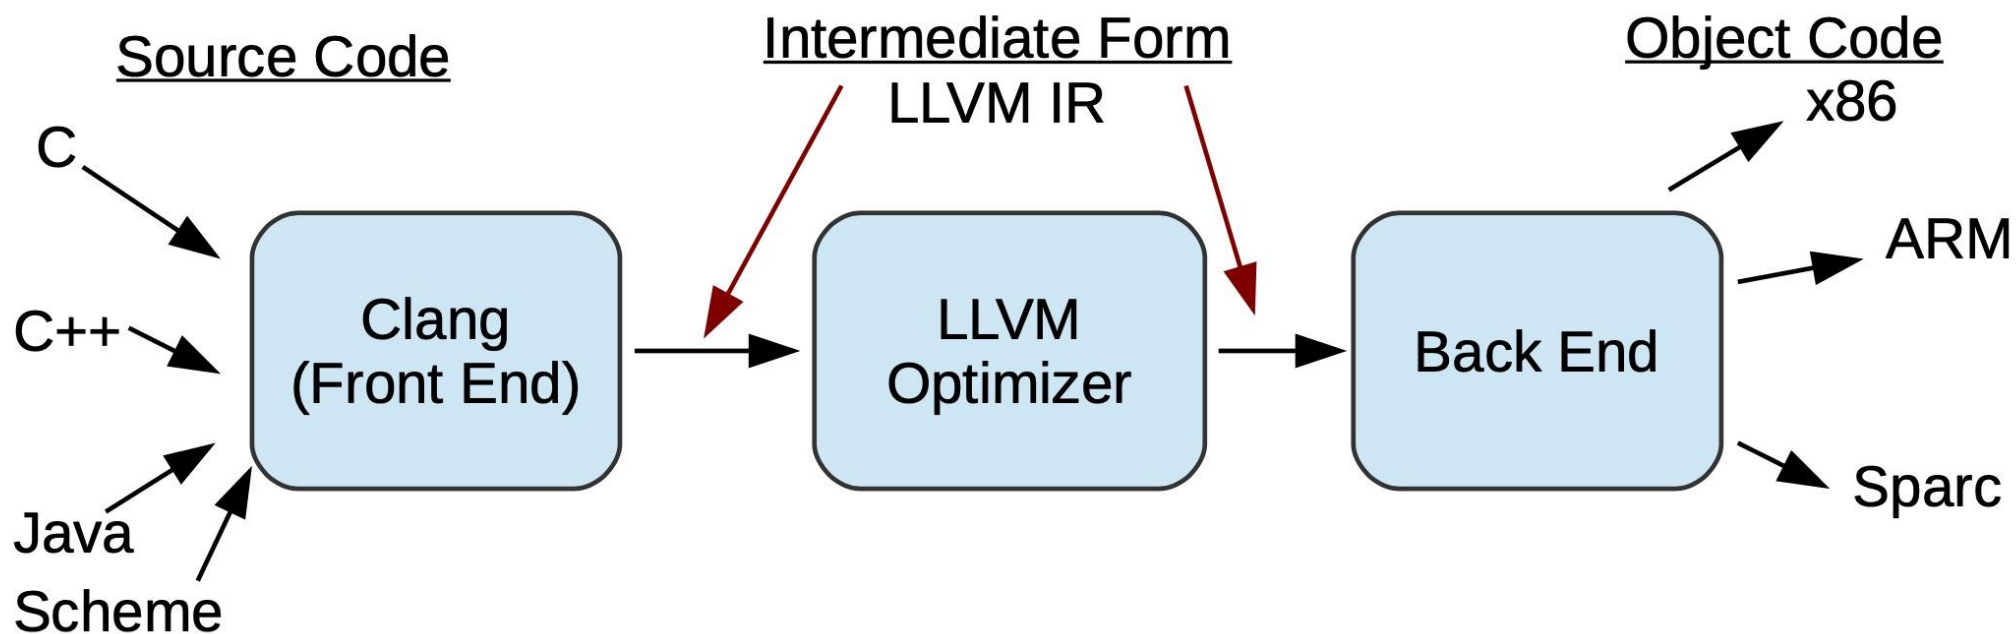 Source Code
Intermediate Form
LLVM IR
Object Code
x86
C
ARM
C++
Clang
(Front End)
LLVM
Optimizer
Back End
Java
Sparc
Scheme